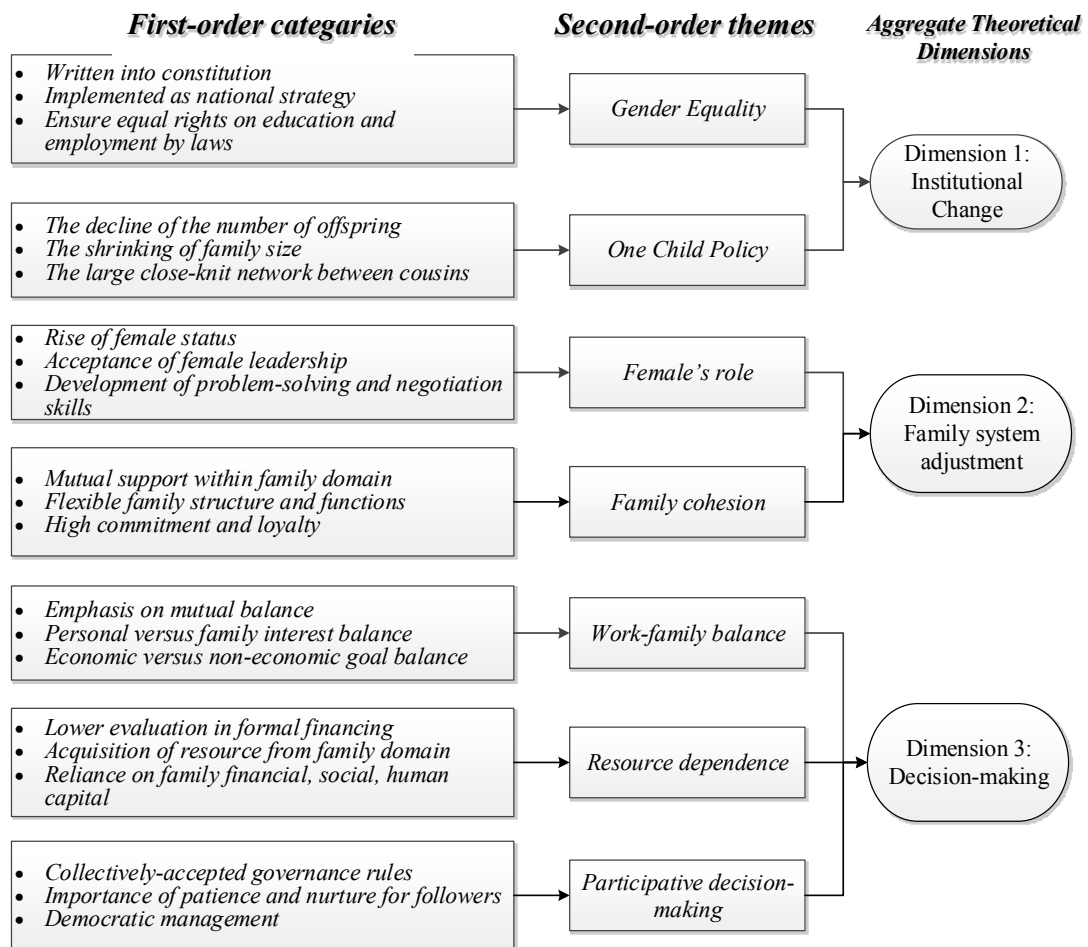 First-order categories
Second-order themes
Aggregate Theoretical
Dimensions
• Written into constitution
• Implemented as national strategy
• Ensure equal rights on education and
employment by laws
Gender Equality
Dimension 1:
Institutional
Change
• The decline of the number of offspring
• The shrinking of family size
• The large close-knit network between cousins
One Child Policy
• Rise of female status
• Acceptance of female leadership
• Development of problem-solving and negotiation
skills
Female’s role
Dimension 2:
Family system
adjustment
• Mutual support within family domain
• Flexible family structure and functions
• High commitment and loyalty
Family cohesion
• Emphasis on mutual balance
• Personal versus family interest balance
• Economic versus non-economic goal balance
Work-family balance
• Lower evaluation in formal financing
• Acquisition of resource from family domain
• Reliance on family financial, social, human
capital
Resource dependence
Dimension 3:
Decision-making
• Collectively-accepted governance rules
• Importance of patience and nurture for followers
• Democratic management
Participative decision-
making